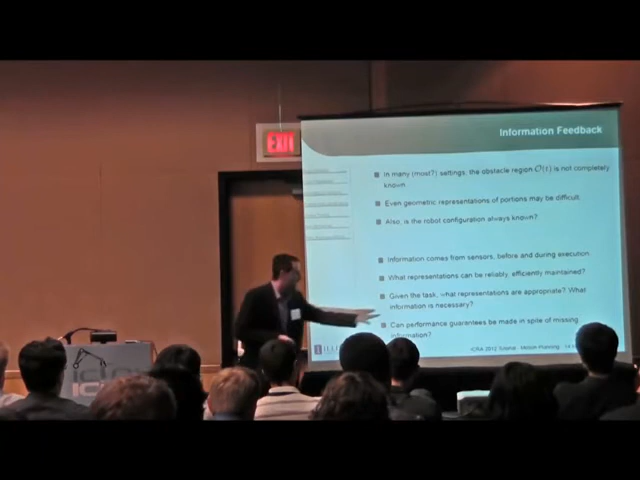 EXIT
Information Feedback
In many (most?) settings, the obstacle region O(t) is not completely
known.
Even geometric representations of portions may be difficult.
Also, is the robot configuration always known?
Information comes from sensors, before and during execution.
What representations can be reliably, efficiently maintained?
Given the task, what representations are appropriate? What
information is necessary?
Can performance guarantees be made in spite of missing
information?
ICRA 2012 Tutorial - Motion Planning